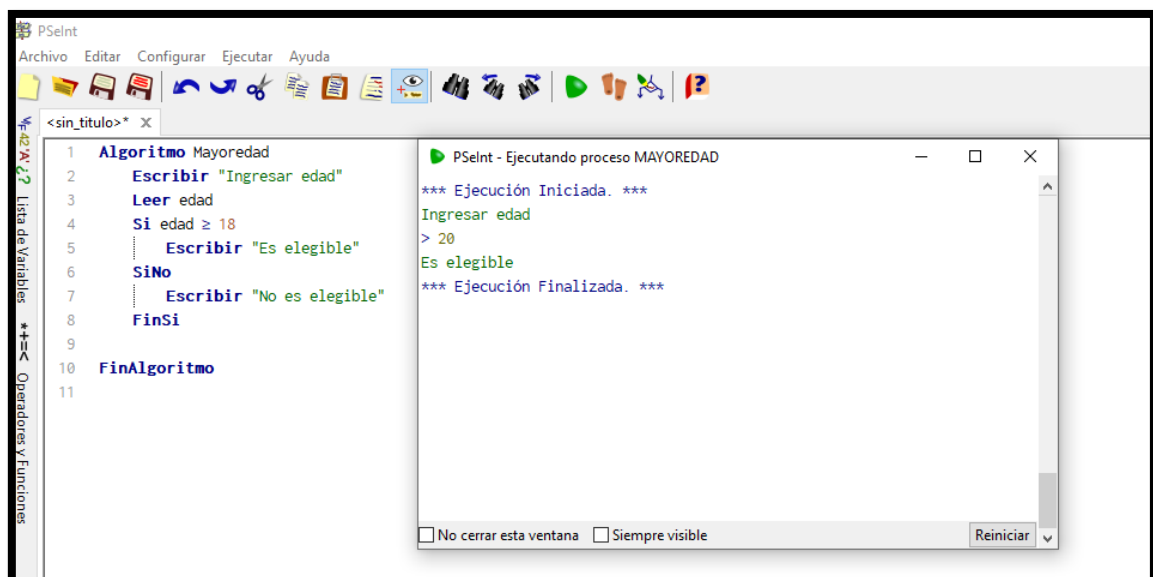 PSeInt
Archivo Editar Configurar Ejecutar Ayuda
<sin_titulo>* X
42 'A' ¿? Lista de Variables
*+=< Operadores y Funciones
1 Algoritmo Mayoredad
2 Escribir "Ingresar edad"
3 Leer edad
4 Si edad ≥ 18
5 Escribir "Es elegible"
6 SiNo
7 Escribir "No es elegible"
8 FinSi
9
10 FinAlgoritmo
11
PSeInt - Ejecutando proceso MAYOREDAD
*** Ejecución Iniciada. ***
Ingresar edad
> 20
Es elegible
*** Ejecución Finalizada. ***
No cerrar esta ventana Siempre visible Reiniciar